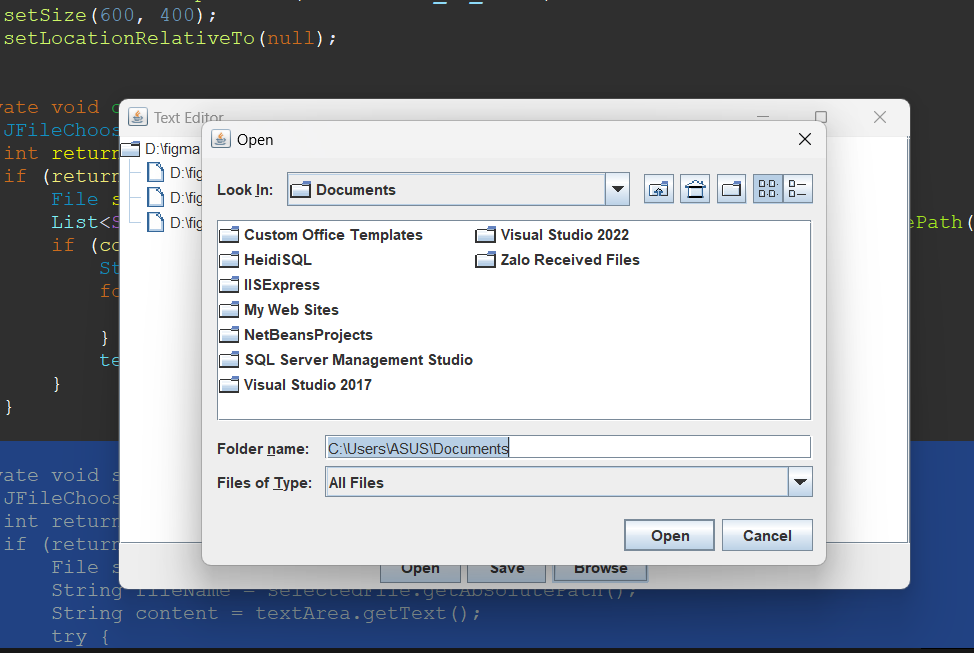 setSize(600, 400);
setLocationRelativeTo(null);
vate void
JFileChoos
Text Editor
int return
if (return
File s
List<S
ePath(
if (co
St
fo
}
te
}
}
D:\figma
D:\fig
D:\fig
D:\fig
Open
Look In: Documents
Custom Office Templates
HeidiSQL
IISExpress
My Web Sites
NetBeansProjects
SQL Server Management Studio
Visual Studio 2017
Visual Studio 2022
Zalo Received Files
Folder name: C:\Users\ASUS\Documents
Files of Type: All Files
Open Cancel
Open Save Browse
vate void s
JFileChoos
int return
if (return
File s
String fileName = selectedFile.getAbsolutePath();
String content = textArea.getText();
try {